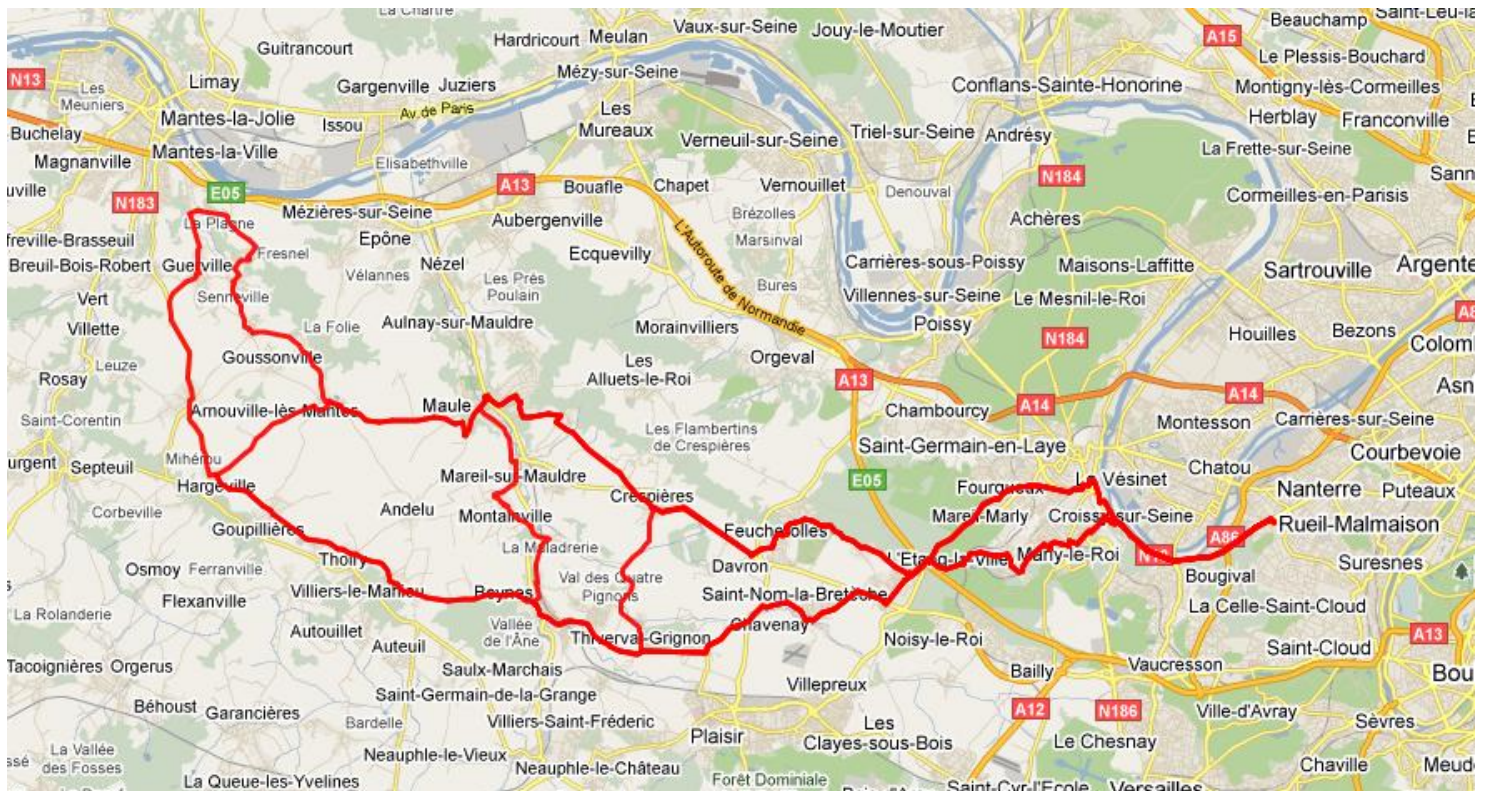 La Chartre
Vaux-sur-Seine
Jouy-le-Moutier
Beauchamp
Saint-Leu-la
Guitrancourt
Hardricourt
Meulan
A15
Le Plessis-Bouchard
N13
Les
Meuniers
Limay
Gargenville
Juziers
Mézy-sur-Seine
Conflans-Sainte-Honorine
Montigny-lès-Cormeilles
Mantes-la-Jolie
Issou
Av. de Paris
Les
Mureaux
Herblay
Franconville
Buchelay
Verneuil-sur-Seine
Triel-sur-Seine
Andrésy
Magnanville
Mantes-la-Ville
Elisabethville
La Frette-sur-Seine
Sann
uville
N183
E05
A13
Bouafle
Chapet
Vernouillet
Denouval
N184
Cormeilles-en-Parisis
La Plagne
Mézières-sur-Seine
Aubergenville
Brézolles
Achères
freville-Brasseuil
Epône
L'Autoroute de Normandie
Marsinval
Breuil-Bois-Robert
Guerville
Fresnel
Vélannes
Nézel
Ecquevilly
Carrières-sous-Poissy
Maisons-Laffitte
Sartrouville
Argente
Vert
Senneville
Les Prés
Poulain
Bures
Villennes-sur-Seine
Le Mesnil-le-Roi
Villette
La Folie
Aulnay-sur-Mauldre
Morainvilliers
Poissy
N184
Houilles
Bezons
A8
Colom
Leuze
Goussonville
Les
Alluets-le-Roi
Orgeval
Rosay
A13
A14
A14
Asn
Saint-Corentin
Arnouville-lès-Mantes
Maule
Chambourcy
Montesson
Carrières-sur-Seine
Les Flambertins
de Crespières
Saint-Germain-en-Laye
Courbevoie
urgent
Septeuil
Mihérou
Hargeville
Mareil-sur-Mauldre
E05
Fourqueux
Le Vésinet
Chatou
Nanterre
Puteaux
Corbeville
Andelu
Crespières
Goupillières
Montainville
Feucherolles
Mareil-Marly
Croissy-sur-Seine
A86
Rueil-Malmaison
La Maladrerie
Thoiry
Davron
L'Etang-la-Ville
Marly-le-Roi
Suresnes
Osmoy
Ferranville
Val des Quatre
Pignons
Bougival
Flexanville
Villiers-le-Mahieu
Beynes
Saint-Nom-la-Bretèche
La Celle-Saint-Cloud
La Rolanderie
Autouillet
Vallée
de l'Âne
Thiverval-Grignon
Chavenay
Noisy-le-Roi
Saint-Cloud
A13
Auteuil
Tacoignières
Orgerus
Saulx-Marchais
Bailly
Vaucresson
Bou
Villepreux
Saint-Germain-de-la-Grange
Béhoust
Garancières
Bardelle
Villiers-Saint-Fréderic
A12
N186
Ville-d'Avray
Sèvres
Plaisir
Les
Clayes-sous-Bois
Le Chesnay
La Vallée
des Fosses
Neauphle-le-Vieux
Neauphle-le-Château
Chaville
Meud
La Queue-les-Yvelines
Forêt Dominiale
Saint-Cyr-l'Ecole
Versailles